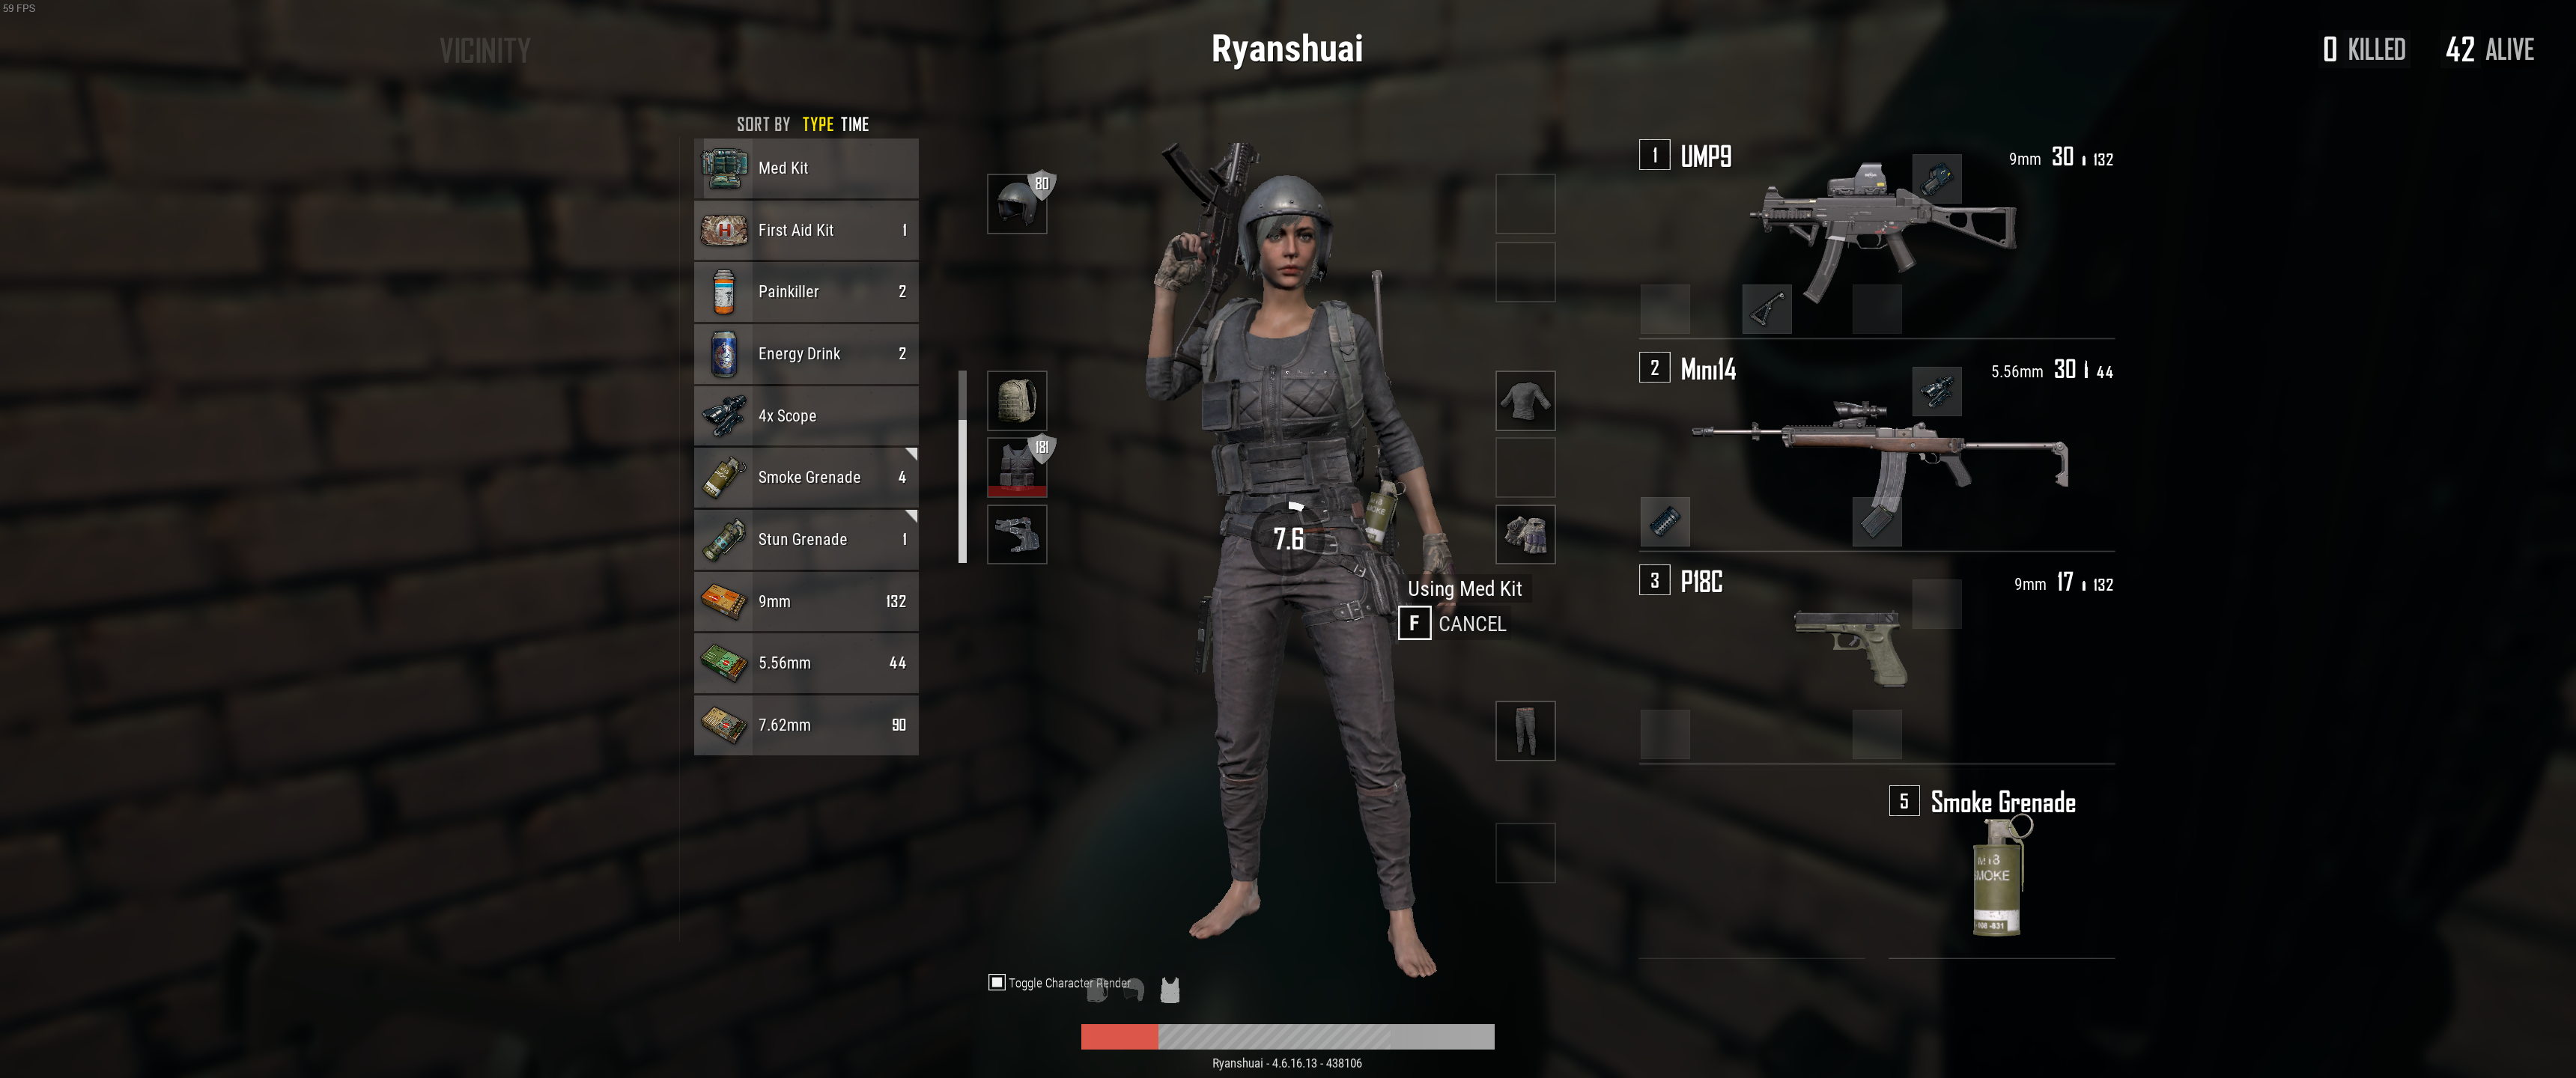 59 FPS
VICINITY
Ryanshuai
0 KILLED 42 ALIVE
SORT BY TYPE TIME
Med Kit
First Aid Kit 1
Painkiller 2
Energy Drink 2
4x Scope
Smoke Grenade 4
Stun Grenade 1
9mm 132
5.56mm 44
7.62mm 90
80
181
7.6
Using Med Kit
F CANCEL
1 UMP9 9mm 30 132
2 Mini14 5.56mm 30 44
3 P18C 9mm 17 132
5 Smoke Grenade
M18
SMOKE
Toggle Character Render
Ryanshuai - 4.6.16.13 - 438106